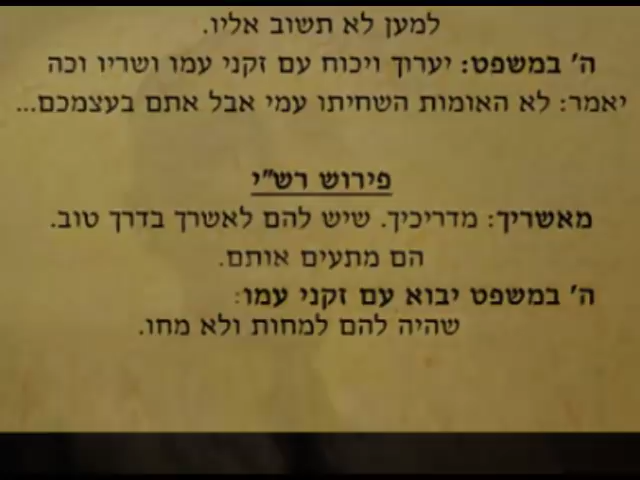 למען לא תשוב אליו.
ה' במשפט: יערוך ויכוח עם זקני עמו ושריו וכה
יאמר: לא האומות השחיתו עמי אבל אתם בעצמכם...
פירוש רש"י
מאשריך: מדריכיך. שיש להם לאשרך בדרך טוב.
הם מתעים אותם.
ה' במשפט יבוא עם זקני עמו:
שהיה להם למחות ולא מחו.